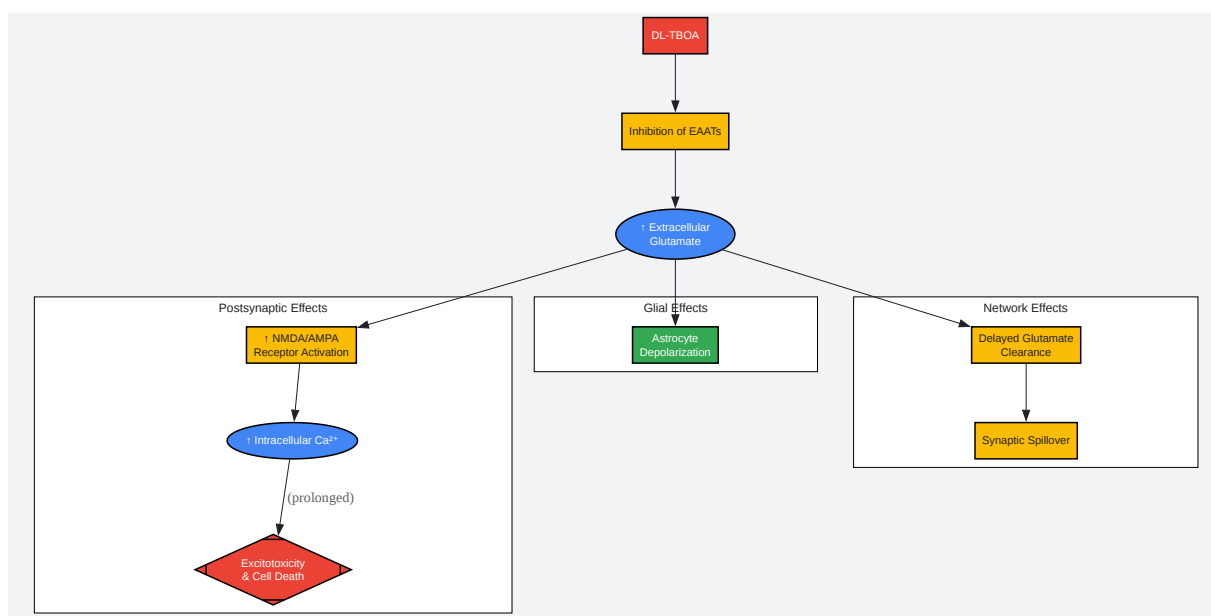 DL-TBOA
Inhibition of EAATs
↑ Extracellular
Glutamate
Postsynaptic Effects
Glial Effects
Network Effects
↑ NMDA/AMPA
Receptor Activation
Astrocyte
Depolarization
Delayed Glutamate
Clearance
↑ Intracellular Ca²⁺
Synaptic Spillover
(prolonged)
Excitotoxicity
& Cell Death